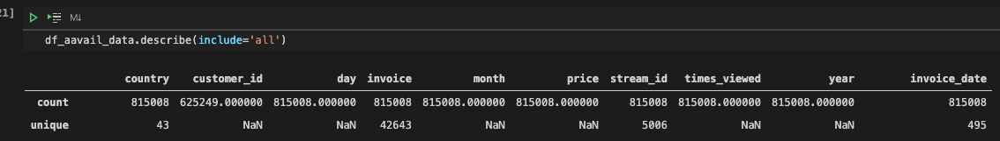 21]
M↓
df_aavail_data.describe(include='all')
country customer_id day invoice month price stream_id times_viewed year invoice_date
count 815008 625249.000000 815008.000000 815008 815008.000000 815008.000000 815008 815008.000000 815008.000000 815008
unique 43 NaN NaN 42643 NaN NaN 5006 NaN NaN 495